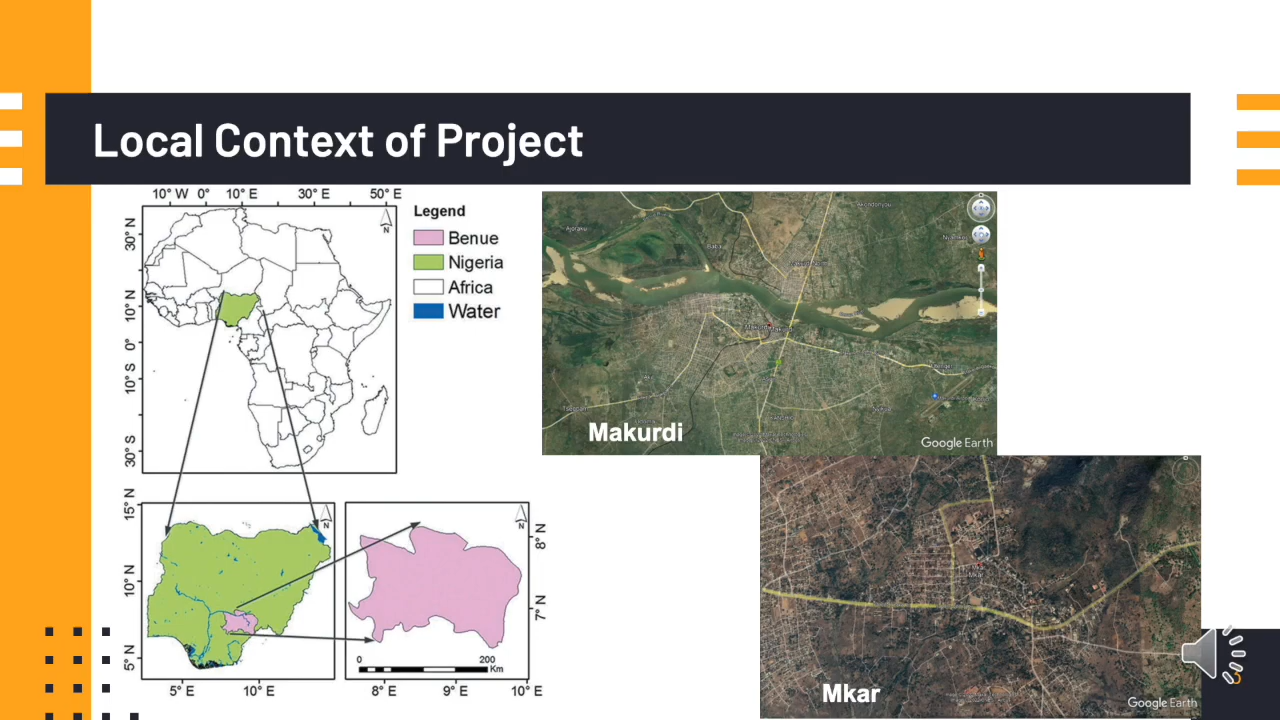 Local Context of Project
10° W 0° 10° E 30° E 50° E
30° N
10° N
0°
10° S
30° S
N
Legend
Benue
Nigeria
Africa
Water
15° N
10° N
5° N
5° E 10° E
N
N
8° N
7° N
0 200
Km
8° E 9° E 10° E
Makurdi
Google Earth
Mkar
Mkar
Google Earth
3